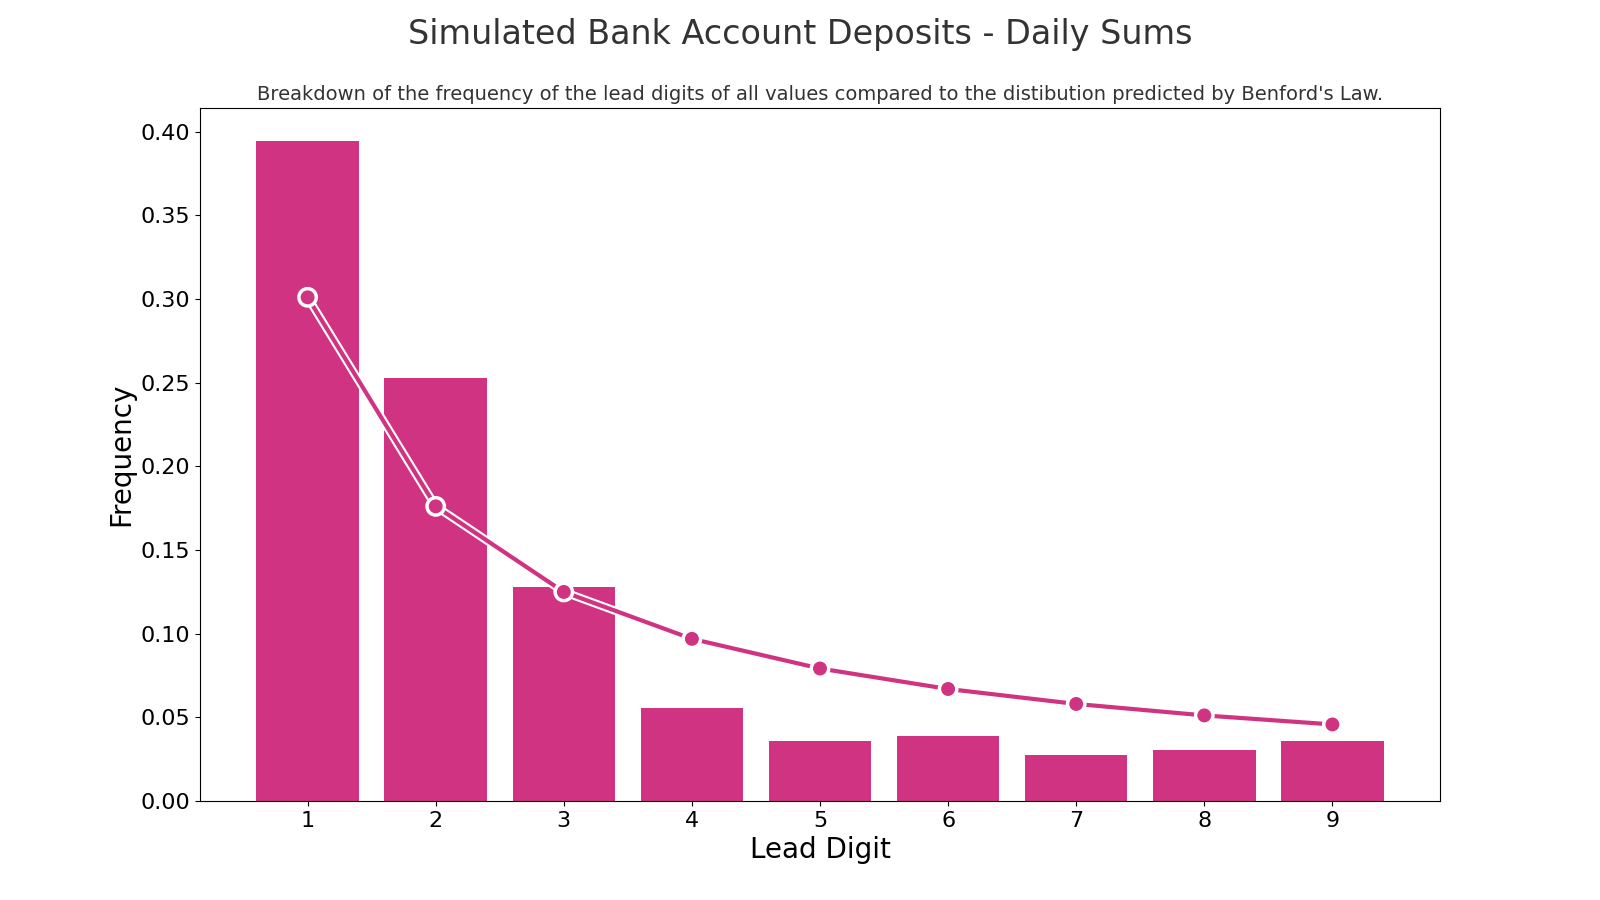 Simulated Bank Account Deposits - Daily Sums
Breakdown of the frequency of the lead digits of all values compared to the distibution predicted by Benford's Law.
0.40
0.35
0.30
0.25
0.20
0.15
0.10
0.05
0.00
Frequency
1 2 3 4 5 6 7 8 9
Lead Digit